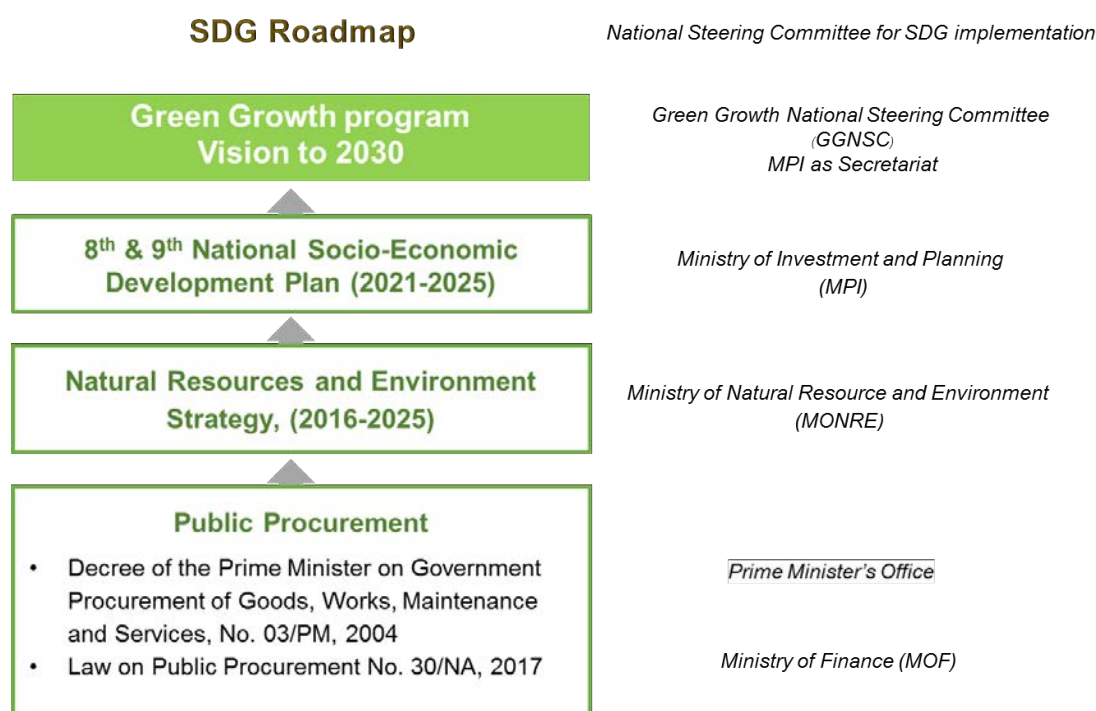 SDG Roadmap
National Steering Committee for SDG implementation
Green Growth program
Vision to 2030
Green Growth National Steering Committee
(GGNSC)
MPI as Secretariat
8th & 9th National Socio-Economic
Development Plan (2021-2025)
Ministry of Investment and Planning
(MPI)
Natural Resources and Environment
Strategy, (2016-2025)
Ministry of Natural Resource and Environment
(MONRE)
Public Procurement
• Decree of the Prime Minister on Government
Procurement of Goods, Works, Maintenance
and Services, No. 03/PM, 2004
• Law on Public Procurement No. 30/NA, 2017
Prime Minister’s Office
Ministry of Finance (MOF)